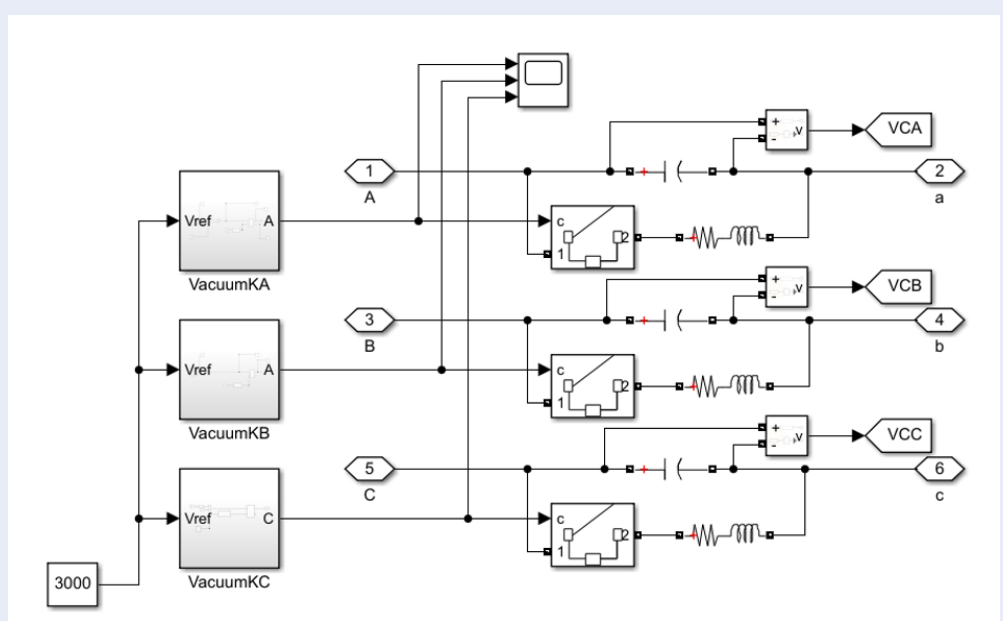 +
v
-
VCA
1
A
+
2
a
Vref
A
c
2
1
+
VacuumKA
+
v
-
VCB
3
B
+
4
b
Vref
A
c
2
1
+
VacuumKB
+
v
-
VCC
5
C
+
6
c
Vref
C
c
2
1
+
VacuumKC
3000